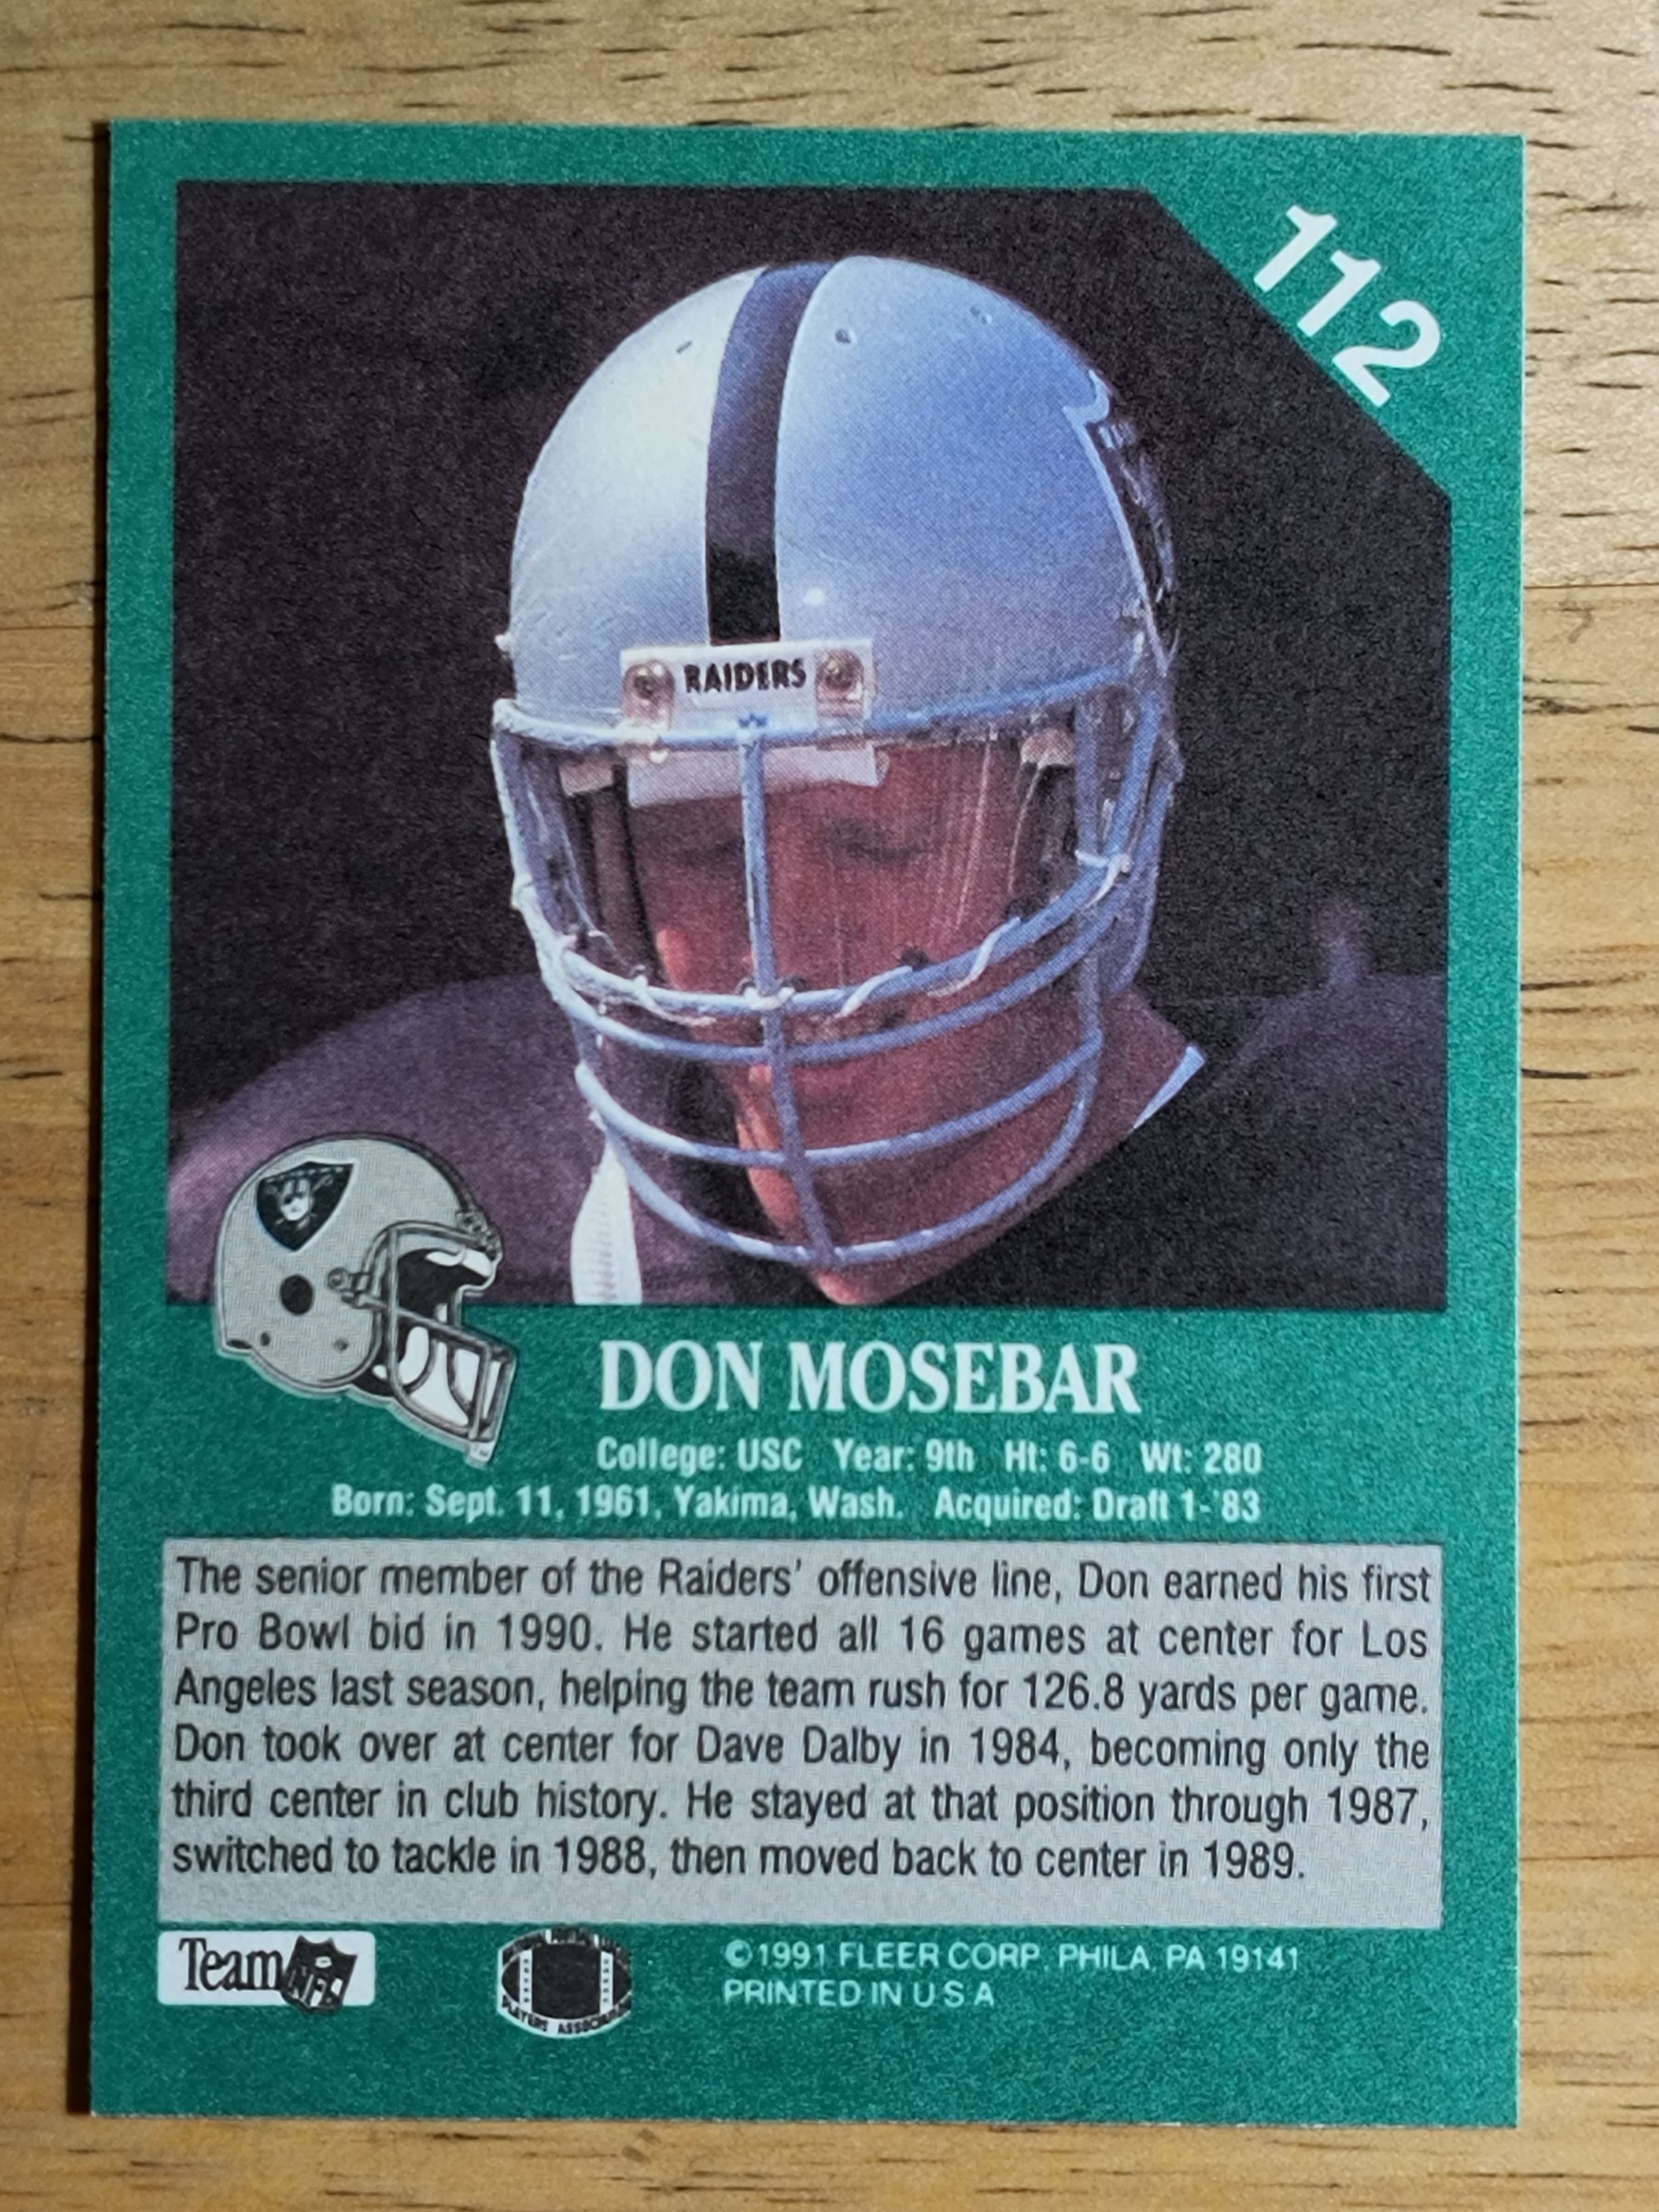 112
RAIDERS
DON MOSEBAR
College: USC Year: 9th Ht: 6-6 Wt: 280
Born: Sept. 11, 1961, Yakima, Wash. Acquired: Draft 1-'83
The senior member of the Raiders' offensive line, Don earned his first
Pro Bowl bid in 1990. He started all 16 games at center for Los
Angeles last season, helping the team rush for 126.8 yards per game.
Don took over at center for Dave Dalby in 1984, becoming only the
third center in club history. He stayed at that position through 1987,
switched to tackle in 1988, then moved back to center in 1989.
Team NFL
PLAYERS ASSOCIATION
©1991 FLEER CORP. PHILA. PA 19141
PRINTED IN U S A